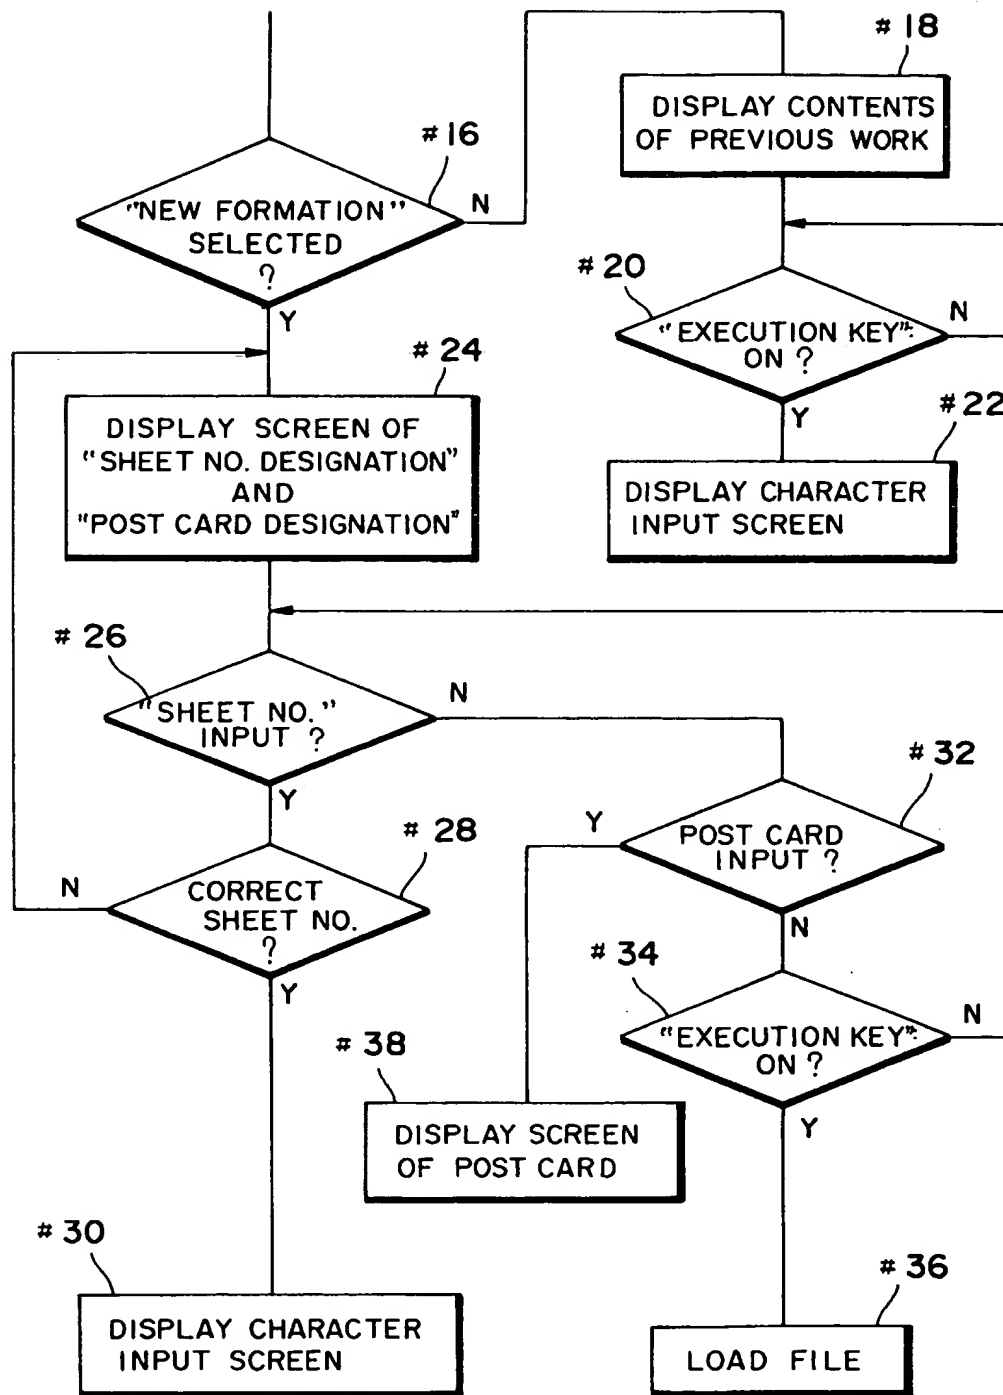 # 18
DISPLAY CONTENTS
OF PREVIOUS WORK
# 16
"NEW FORMATION"
SELECTED
?
N
Y
# 20
"EXECUTION KEY"
ON ?
N
Y
# 22
DISPLAY CHARACTER
INPUT SCREEN
# 24
DISPLAY SCREEN OF
"SHEET NO. DESIGNATION"
AND
"POST CARD DESIGNATION"
# 26
"SHEET NO."
INPUT ?
N
Y
# 28
CORRECT
SHEET NO.
?
N
Y
# 32
POST CARD
INPUT ?
Y
N
# 34
"EXECUTION KEY"
ON ?
N
Y
# 38
DISPLAY SCREEN
OF POST CARD
# 30
DISPLAY CHARACTER
INPUT SCREEN
# 36
LOAD FILE